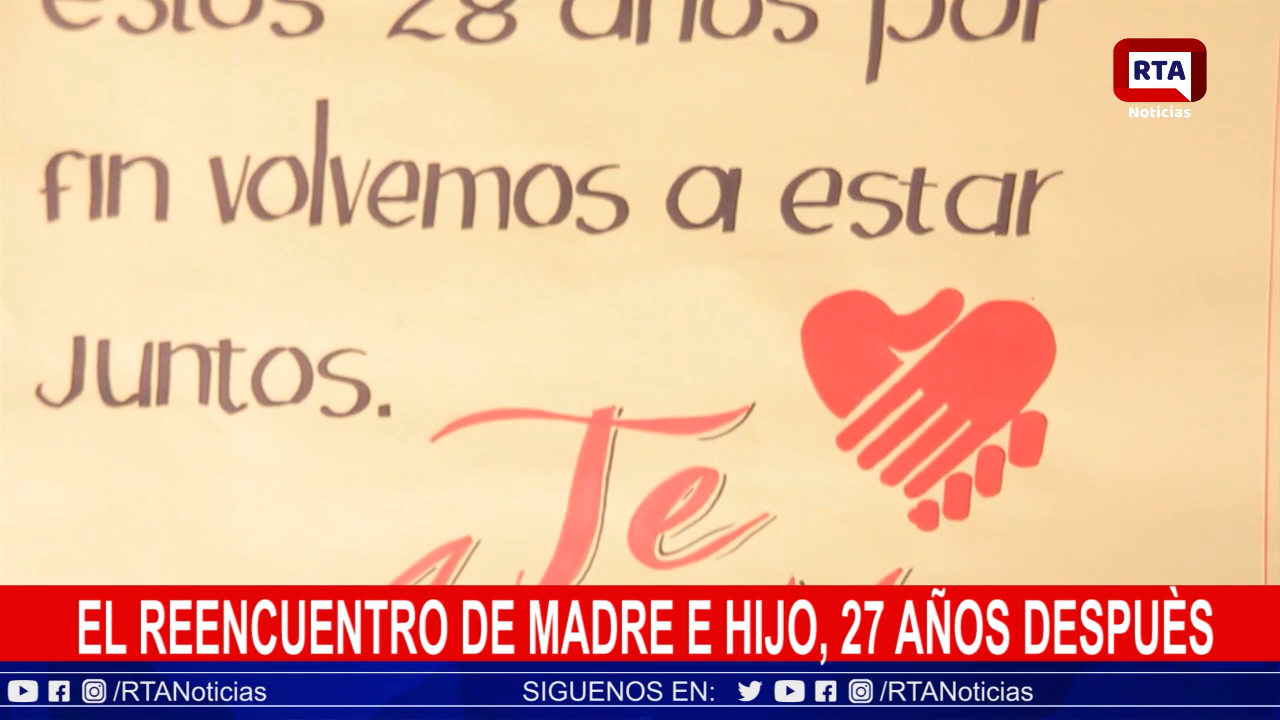 estos 28 años por
RTA
Noticias
fin volvemos a estar
juntos.
Te
EL REENCUENTRO DE MADRE E HIJO, 27 AÑOS DESPUÈS
/RTANoticias
SIGUENOS EN:
/RTANoticias